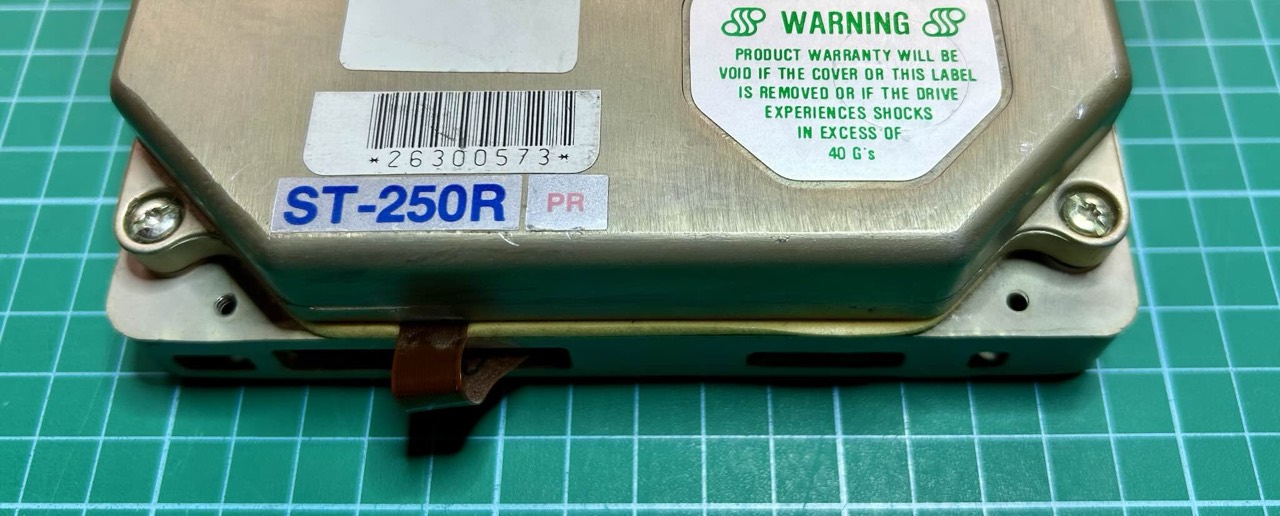 WARNING
PRODUCT WARRANTY WILL BE
VOID IF THE COVER OR THIS LABEL
IS REMOVED OR IF THE DRIVE
EXPERIENCES SHOCKS
IN EXCESS OF
40 G's
*26300573*
ST-250R PR